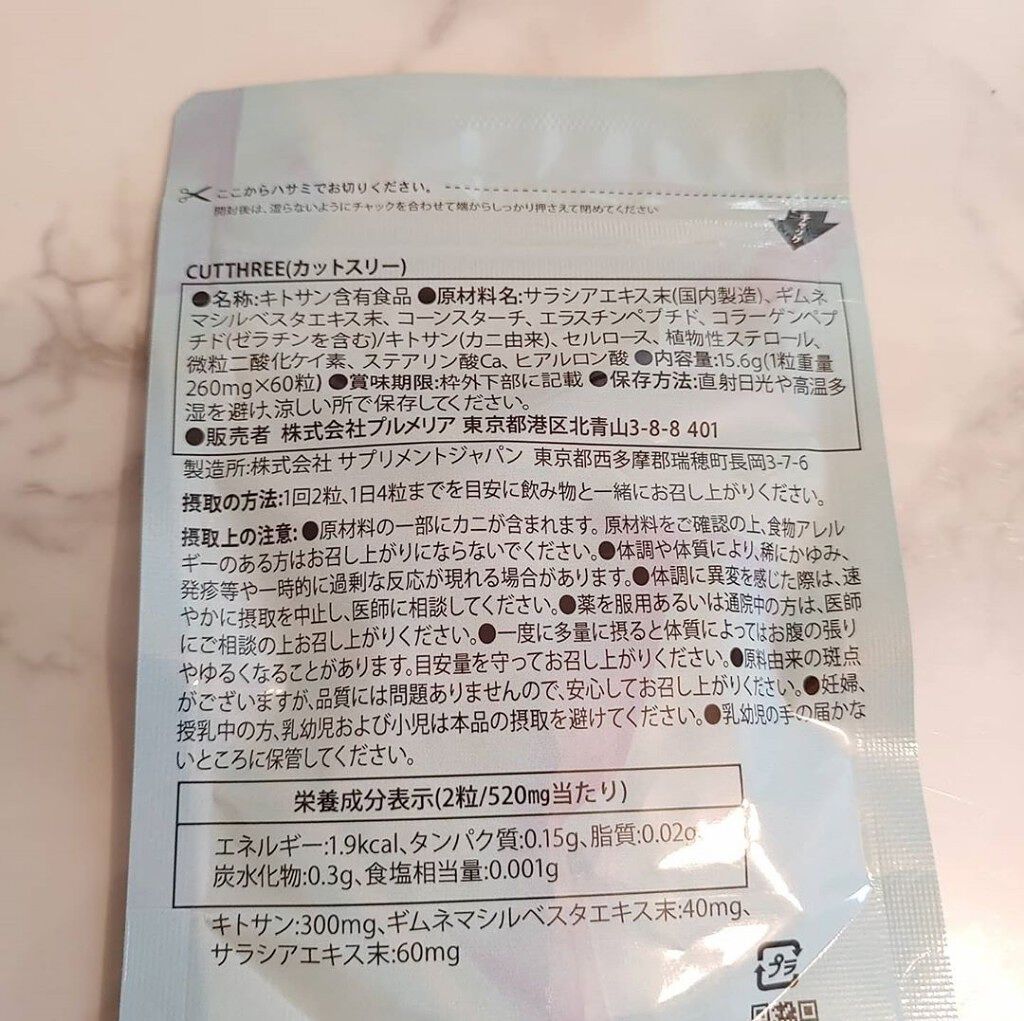 ここからハサミでお切りください。
開封後は、湿らないようにチャックを合わせて端からしっかり押さえて閉めてください
チャック
CUTTHREE(カットスリー)
●名称:キトサン含有食品 ●原材料名:サラシアエキス末(国内製造)、ギムネ
マシルベスタエキス末、コーンスターチ、エラスチンペプチド、コラーゲンペプ
チド(ゼラチンを含む)/キトサン(カニ由来)、セルロース、植物性ステロール、
微粒二酸化ケイ素、ステアリン酸Ca、ヒアルロン酸 ●内容量:15.6g(1粒重量
260mg×60粒) ●賞味期限:枠外下部に記載 ●保存方法:直射日光や高温多
湿を避け、涼しい所で保存してください。
●販売者 株式会社プルメリア 東京都港区北青山3-8-8 401
製造所:株式会社 サプリメントジャパン 東京都西多摩郡瑞穂町長岡3-7-6
摂取の方法:1回2粒、1日4粒までを目安に飲み物と一緒にお召し上がりください。
摂取上の注意:●原材料の一部にカニが含まれます。原材料をご確認の上、食物アレル
ギーのある方はお召し上がりにならないでください。●体調や体質により、稀にかゆみ、
発疹等や一時的に過剰な反応が現れる場合があります。●体調に異変を感じた際は、速
やかに摂取を中止し、医師に相談してください。●薬を服用あるいは通院中の方は、医師
にご相談の上お召し上がりください。●一度に多量に摂ると体質によってはお腹の張り
やゆるくなることがあります。目安量を守ってお召し上がりください。●原料由来の斑点
がございますが、品質には問題ありませんので、安心してお召し上がりください。●妊婦、
授乳中の方、乳幼児および小児は本品の摂取を避けてください。●乳幼児の手の届かな
いところに保管してください。
栄養成分表示(2粒/520mg当たり)
エネルギー:1.9kcal、タンパク質:0.15g、脂質:0.02g
炭水化物:0.3g、食塩相当量:0.001g
キトサン:300mg、ギムネマシルベスタエキス末:40mg、
サラシアエキス末:60mg
プラ